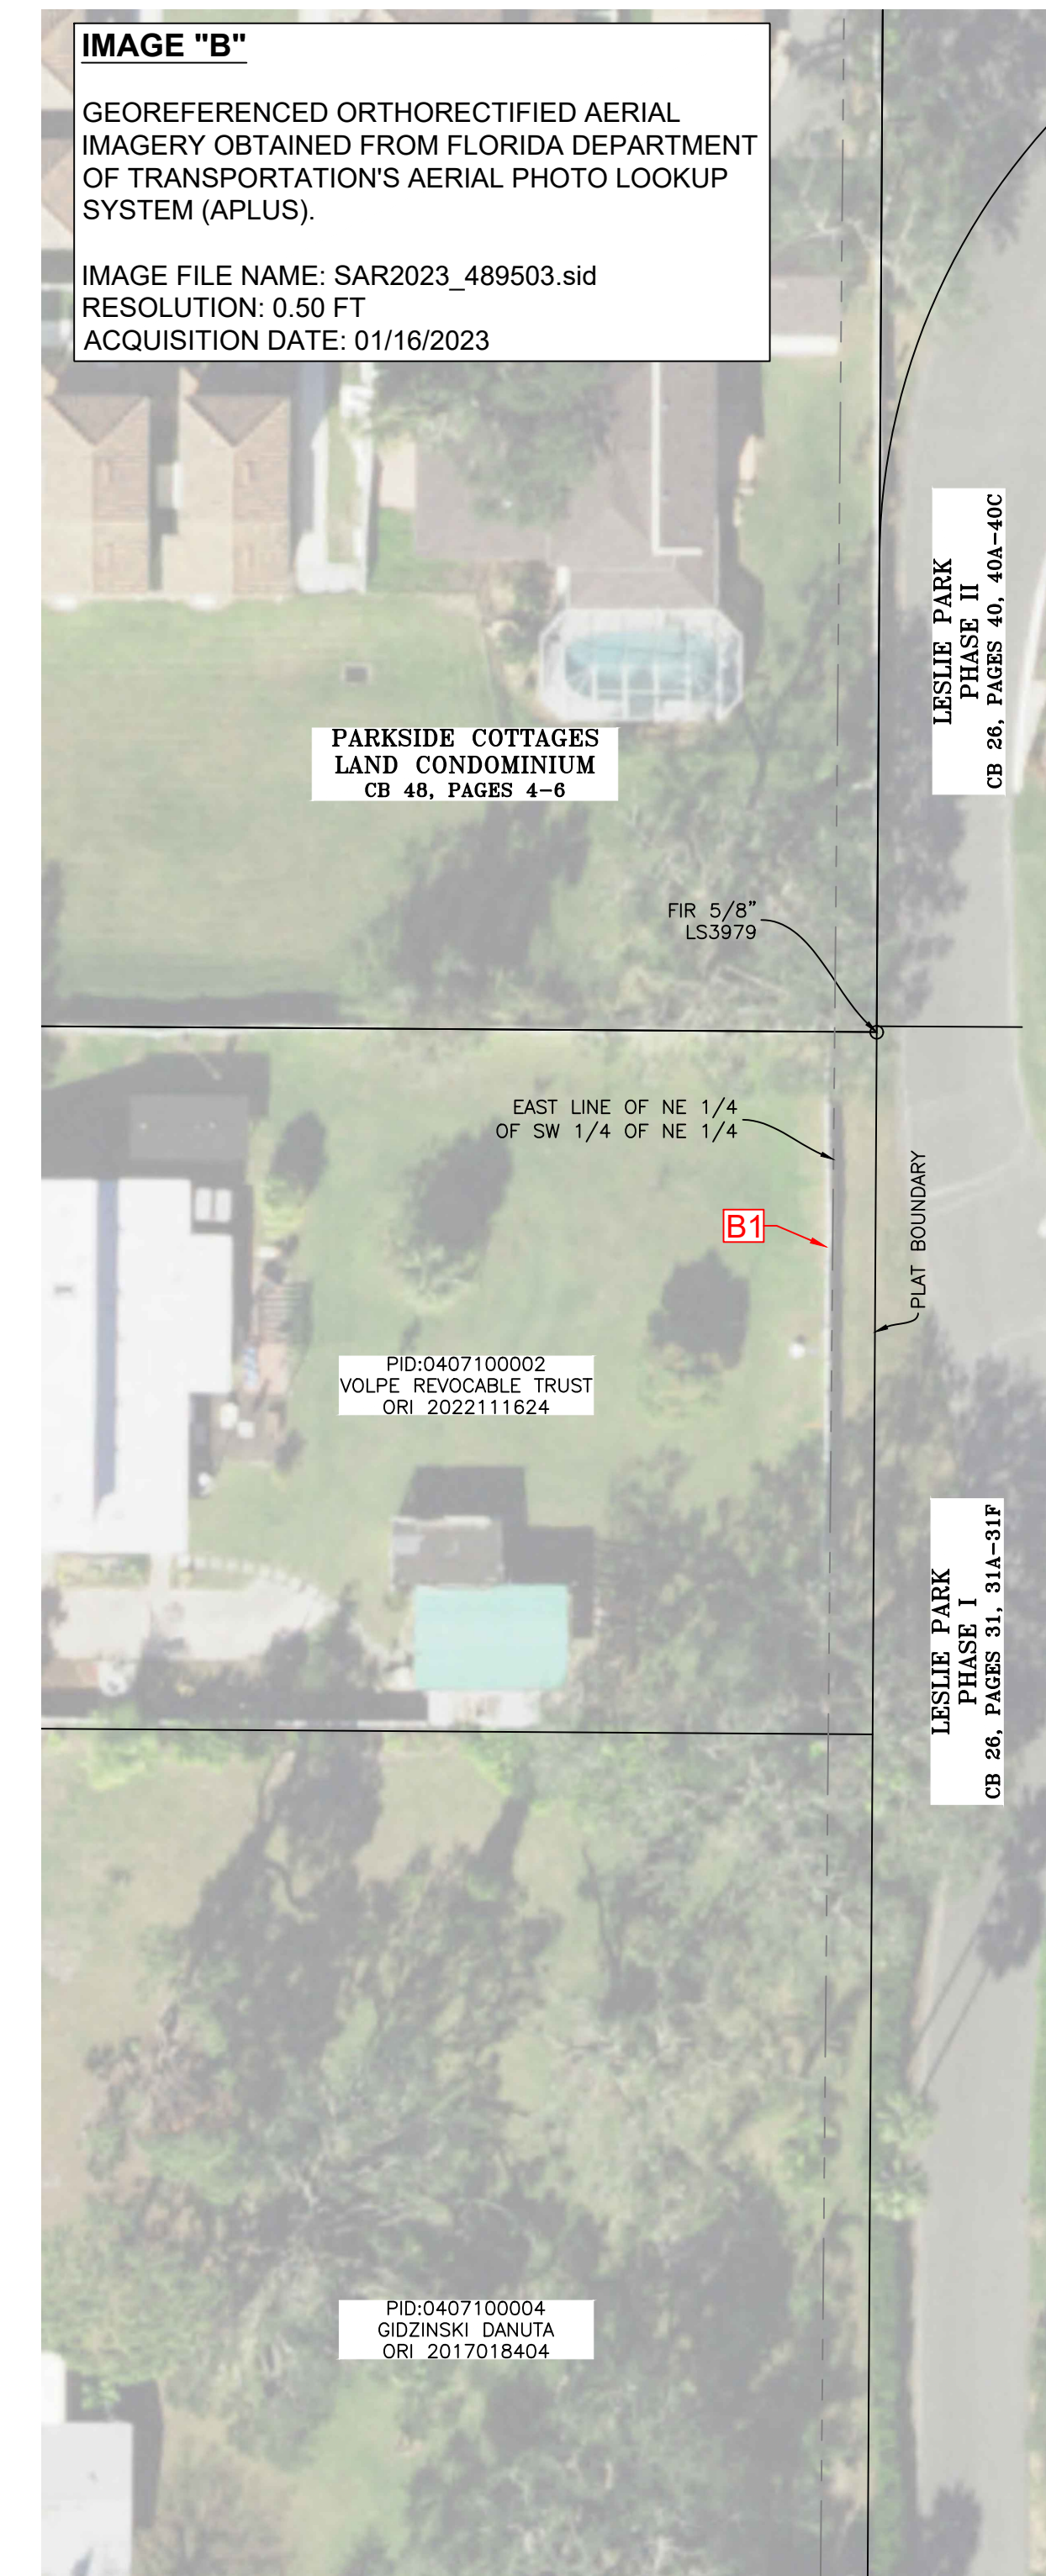 IMAGE "B"
GEOREFERENCED ORTHORECTIFIED AERIAL
IMAGERY OBTAINED FROM FLORIDA DEPARTMENT
OF TRANSPORTATION'S AERIAL PHOTO LOOKUP
SYSTEM (APLUS).
IMAGE FILE NAME: SAR2023_489503.sid
RESOLUTION: 0.50 FT
ACQUISITION DATE: 01/16/2023
LESLIE PARK
PHASE II
CB 26, PAGES 40, 40A-40C
PARKSIDE COTTAGES
LAND CONDOMINIUM
CB 48, PAGES 4-6
FIR 5/8"
LS3979
EAST LINE OF NE 1/4
OF SW 1/4 OF NE 1/4
PLAT BOUNDARY
B1
PID:0407100002
VOLPE REVOCABLE TRUST
ORI 2022111624
LESLIE PARK
PHASE I
CB 26, PAGES 31, 31A-31F
PID:0407100004
GIDZINSKI DANUTA
ORI 2017018404